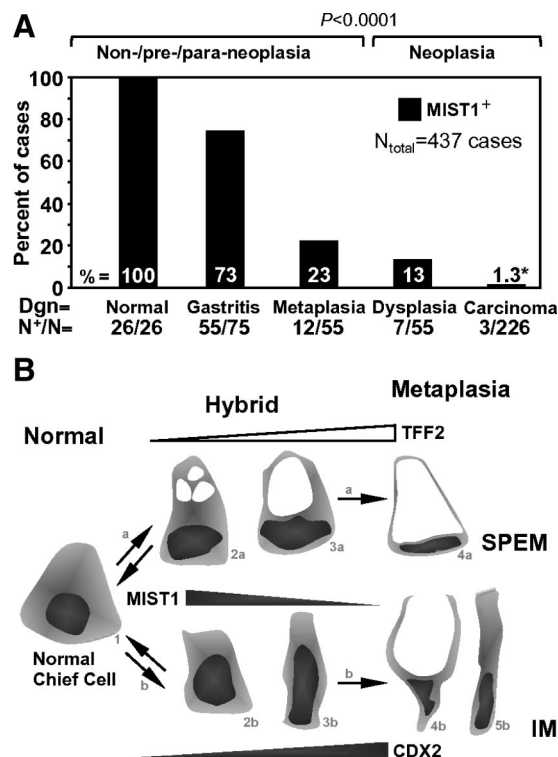 A
P<0.0001
Non-/pre-/para-neoplasia Neoplasia
Percent of cases
100
80
60
40
20
0
MIST1+
Ntotal=437 cases
% = 100 73 23 13 1.3*
Dgn= Normal Gastritis Metaplasia Dysplasia Carcinoma
N+/N= 26/26 55/75 12/55 7/55 3/226
B
Normal Hybrid Metaplasia
TFF2
a
a
2a 3a 4a
SPEM
MIST1
1
Normal
Chief Cell
b
b
2b 3b 4b 5b
IM
CDX2